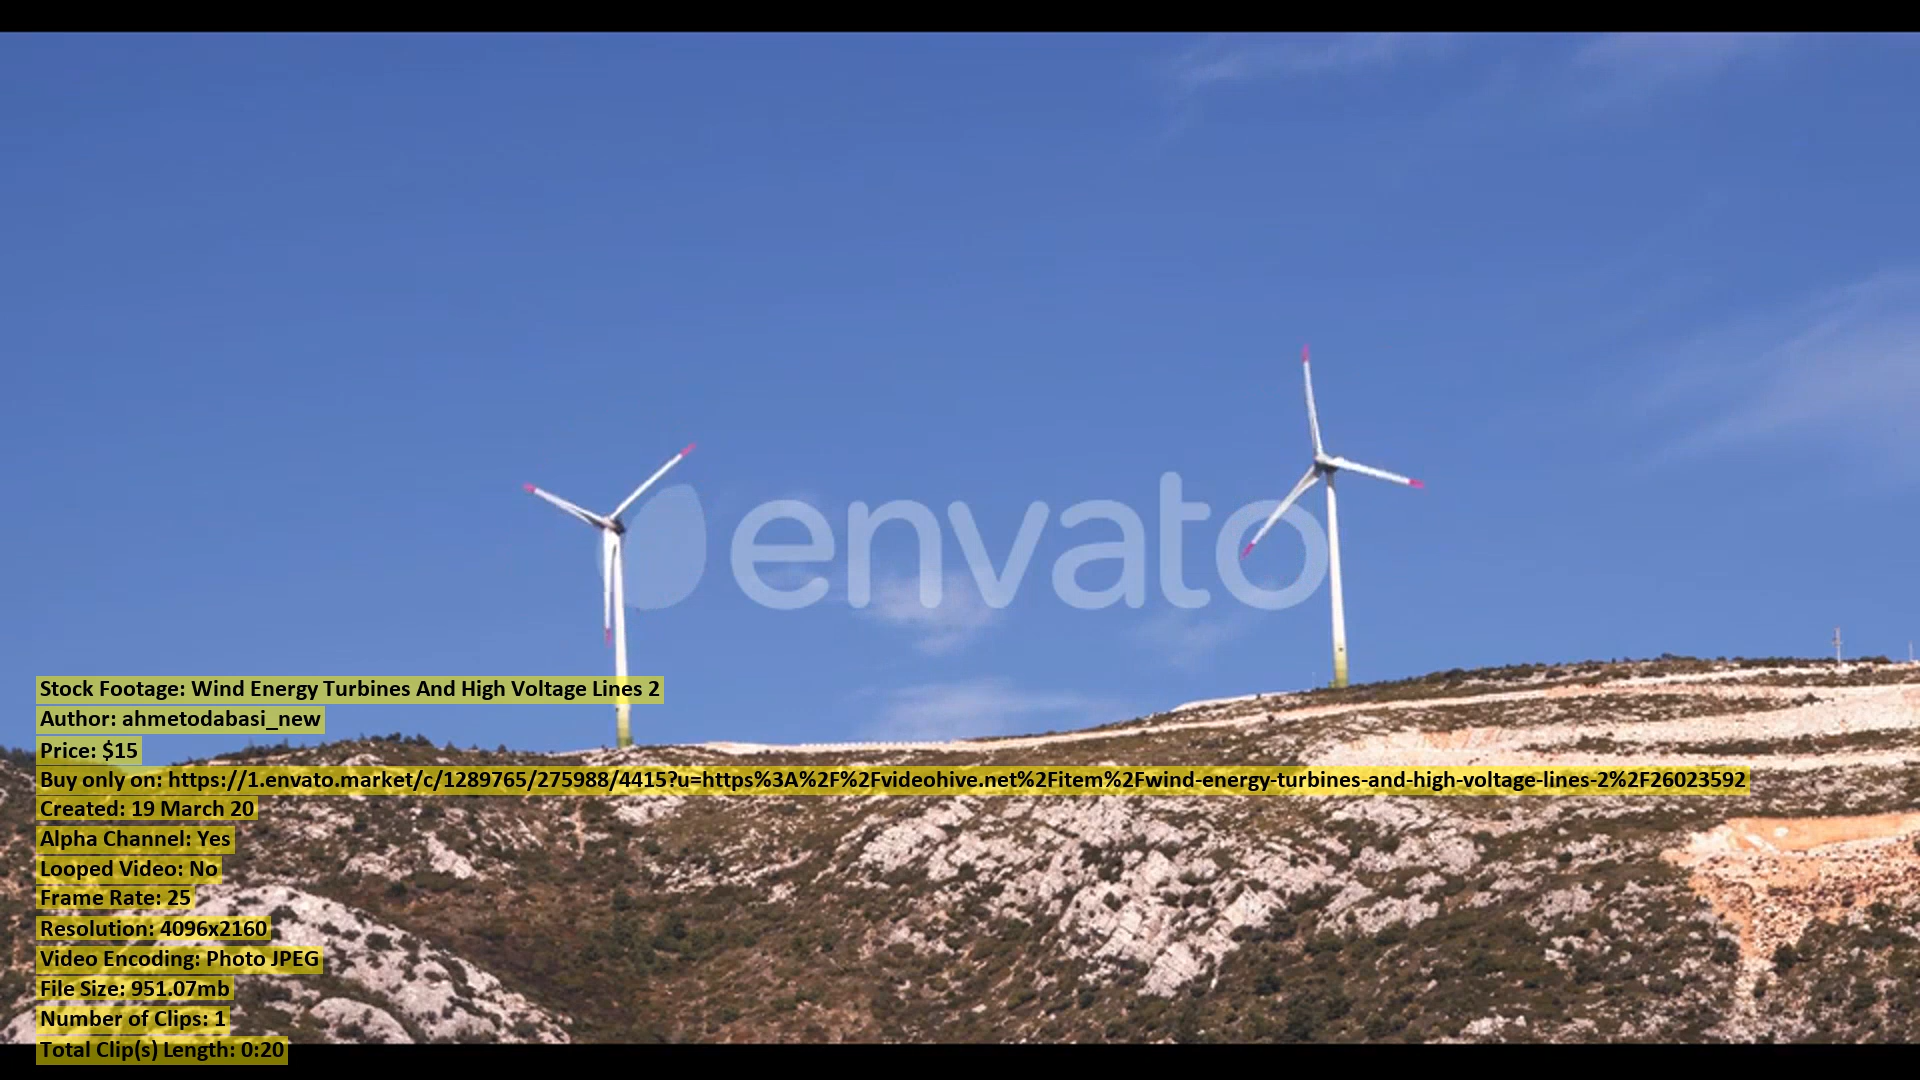 envato
Stock Footage: Wind Energy Turbines And High Voltage Lines 2
Author: ahmetodabasi_new
Price: $15
Buy only on: https://1.envato.market/c/1289765/275988/4415?u=https%3A%2F%2Fvideohive.net%2Fitem%2Fwind-energy-turbines-and-high-voltage-lines-2%2F26023592
Created: 19 March 20
Alpha Channel: Yes
Looped Video: No
Frame Rate: 25
Resolution: 4096x2160
Video Encoding: Photo JPEG
File Size: 951.07mb
Number of Clips: 1
Total Clip(s) Length: 0:20